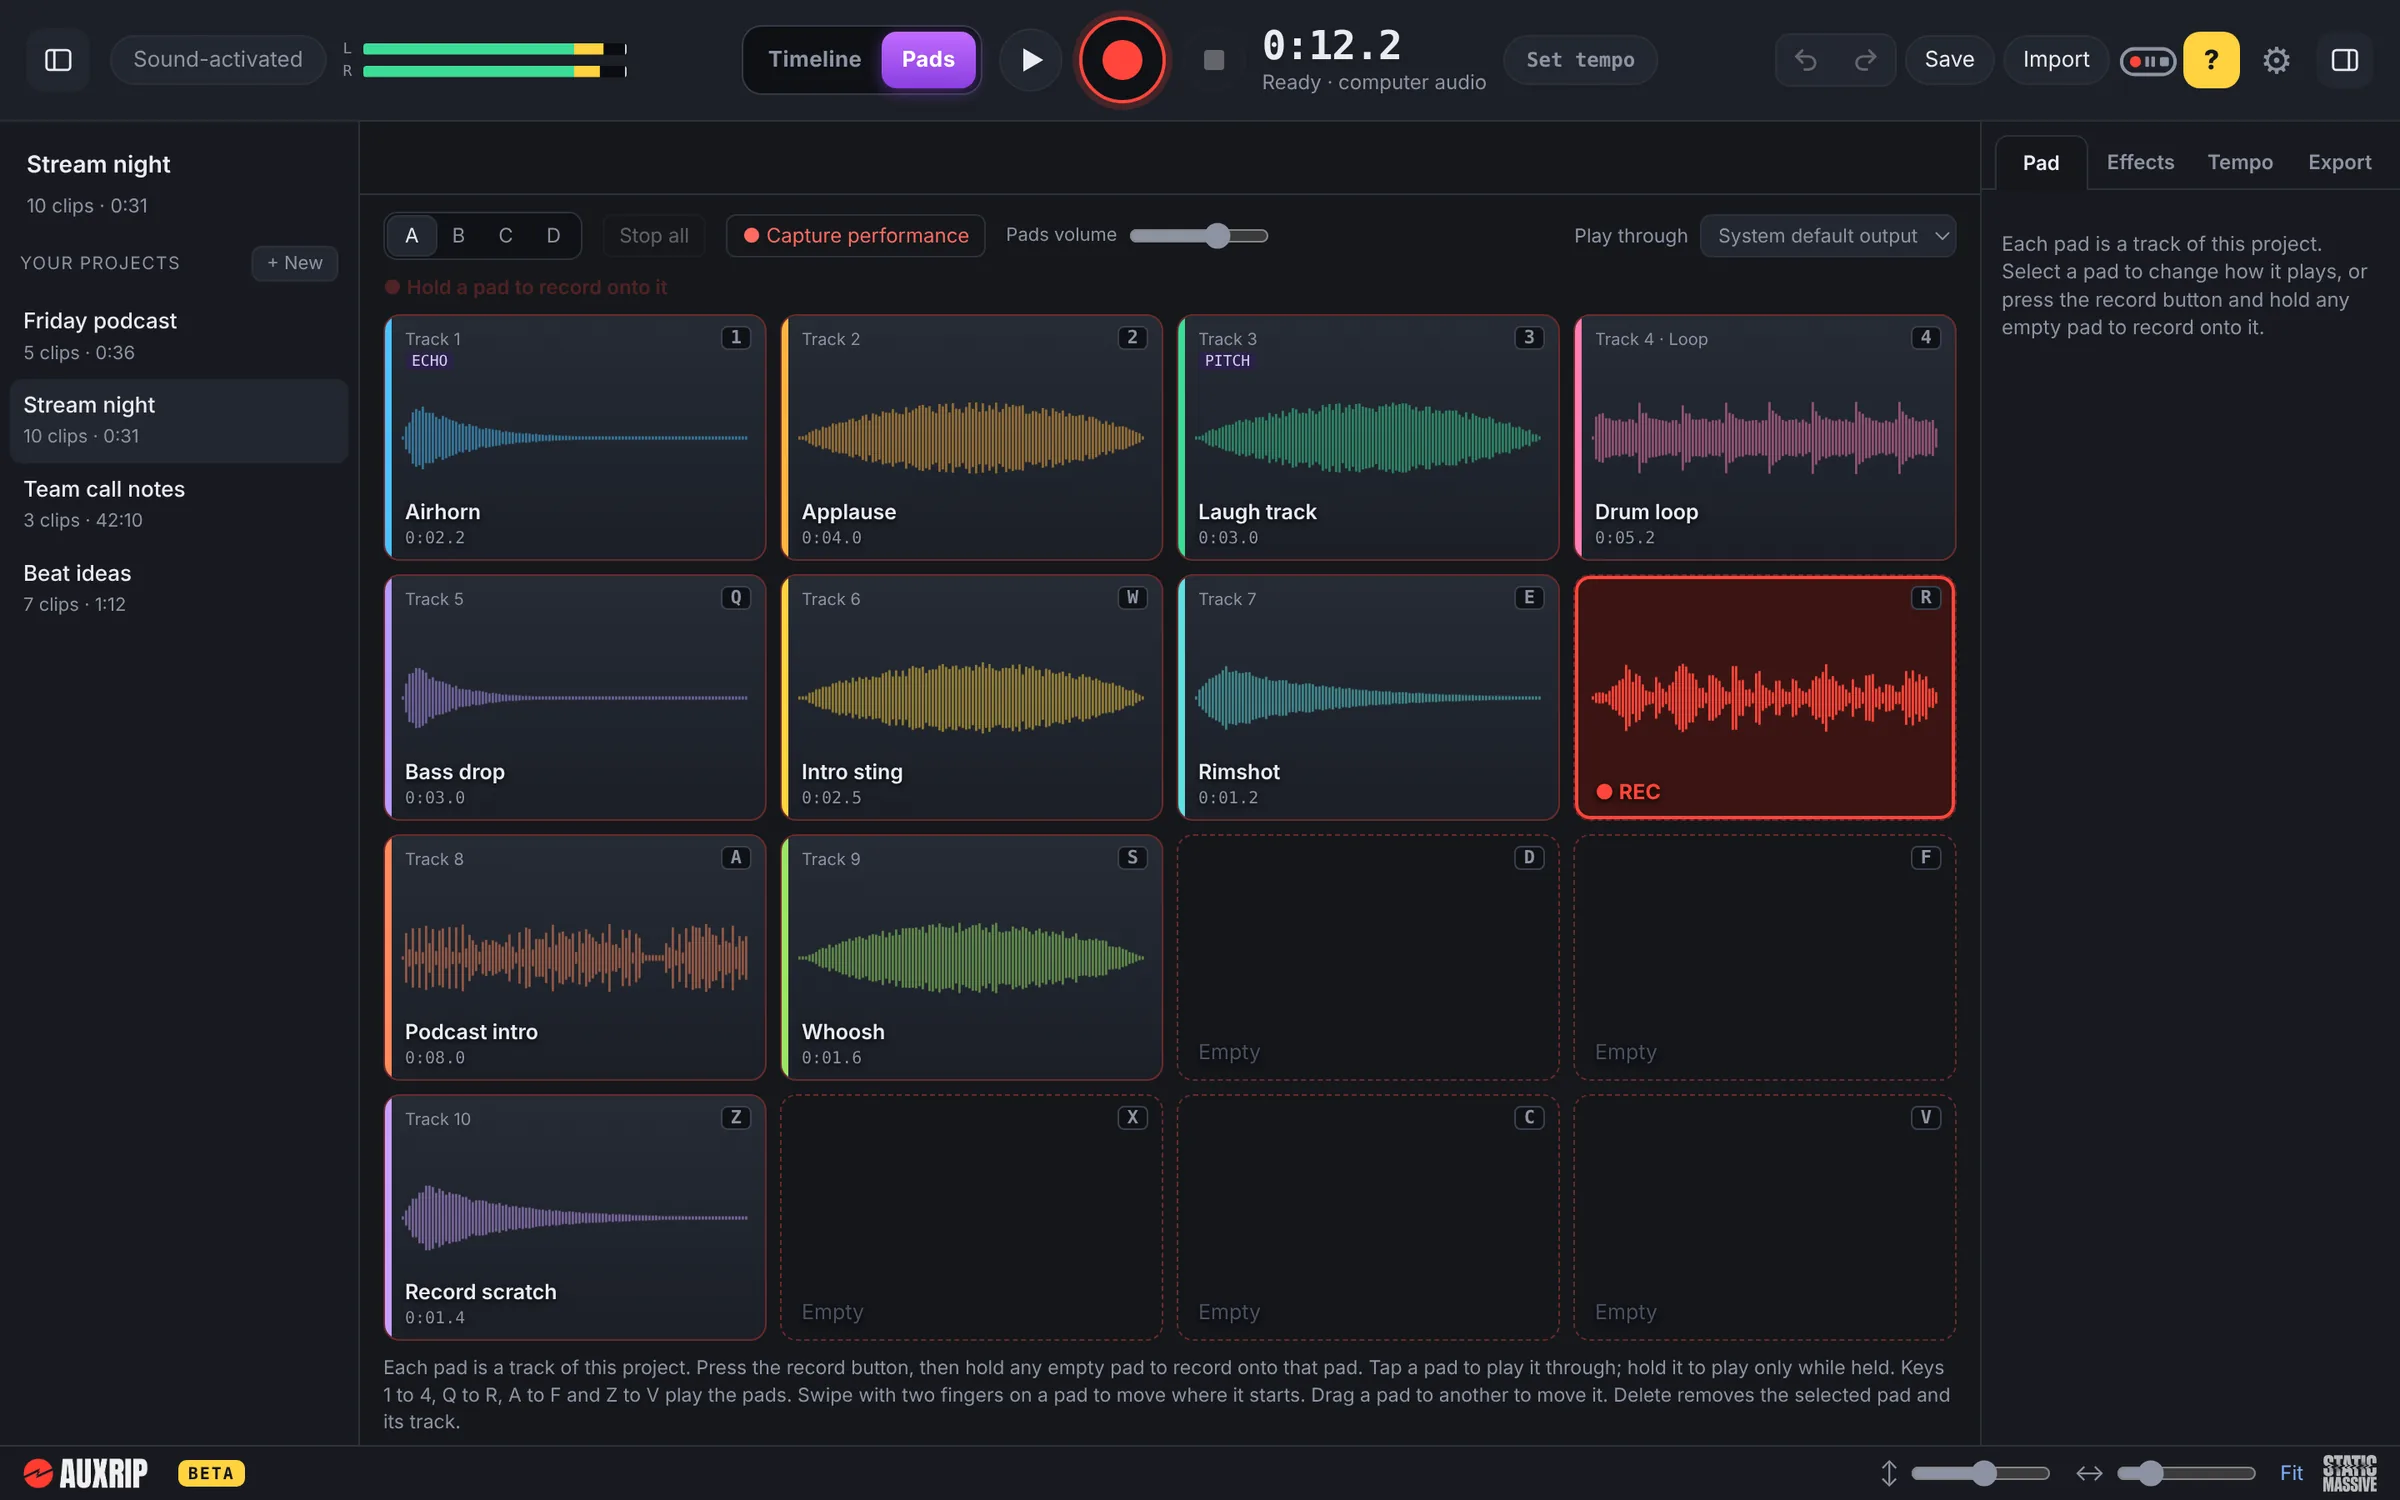 Sound-activated
L
R
Timeline
Pads
0:12.2
Ready · computer audio
Set tempo
Save
Import
?
Stream night
10 clips · 0:31
YOUR PROJECTS
+ New
Friday podcast
5 clips · 0:36
Stream night
10 clips · 0:31
Team call notes
3 clips · 42:10
Beat ideas
7 clips · 1:12
A B C D
Stop all
Capture performance
Pads volume
Play through
System default output
Hold a pad to record onto it
Track 1
1
ECHO
Airhorn
0:02.2
Track 2
2
Applause
0:04.0
Track 3
3
PITCH
Laugh track
0:03.0
Track 4 · Loop
4
Drum loop
0:05.2
Track 5
Q
Bass drop
0:03.0
Track 6
W
Intro sting
0:02.5
Track 7
E
Rimshot
0:01.2
R
REC
Track 8
A
Podcast intro
0:08.0
Track 9
S
Whoosh
0:01.6
D
Empty
F
Empty
Track 10
Z
Record scratch
0:01.4
X
Empty
C
Empty
V
Empty
Each pad is a track of this project. Press the record button, then hold any empty pad to record onto that pad. Tap a pad to play it through; hold it to play only while held. Keys
1 to 4, Q to R, A to F and Z to V play the pads. Swipe with two fingers on a pad to move where it starts. Drag a pad to another to move it. Delete removes the selected pad and
its track.
Pad
Effects
Tempo
Export
Each pad is a track of this project.
Select a pad to change how it plays, or
press the record button and hold any
empty pad to record onto it.
AUXRIP
BETA
Fit
STATIC
MASSIVE